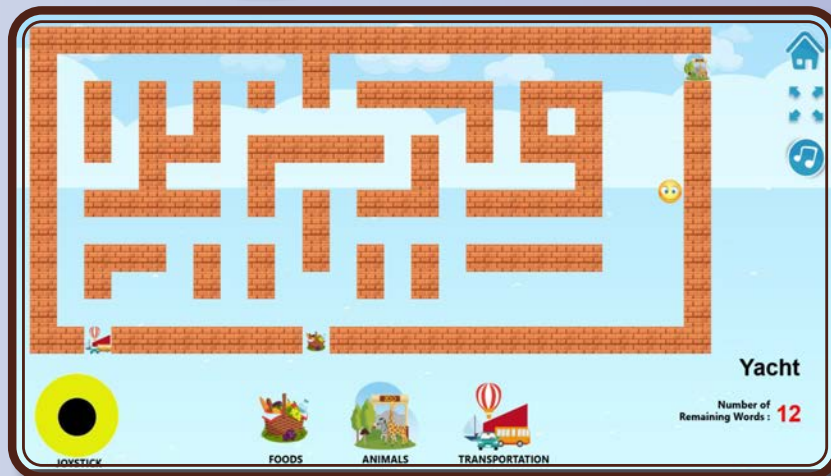 Yacht
Number of
Remaining Words : 12
JOYSTICK
FOODS
ANIMALS
TRANSPORTATION